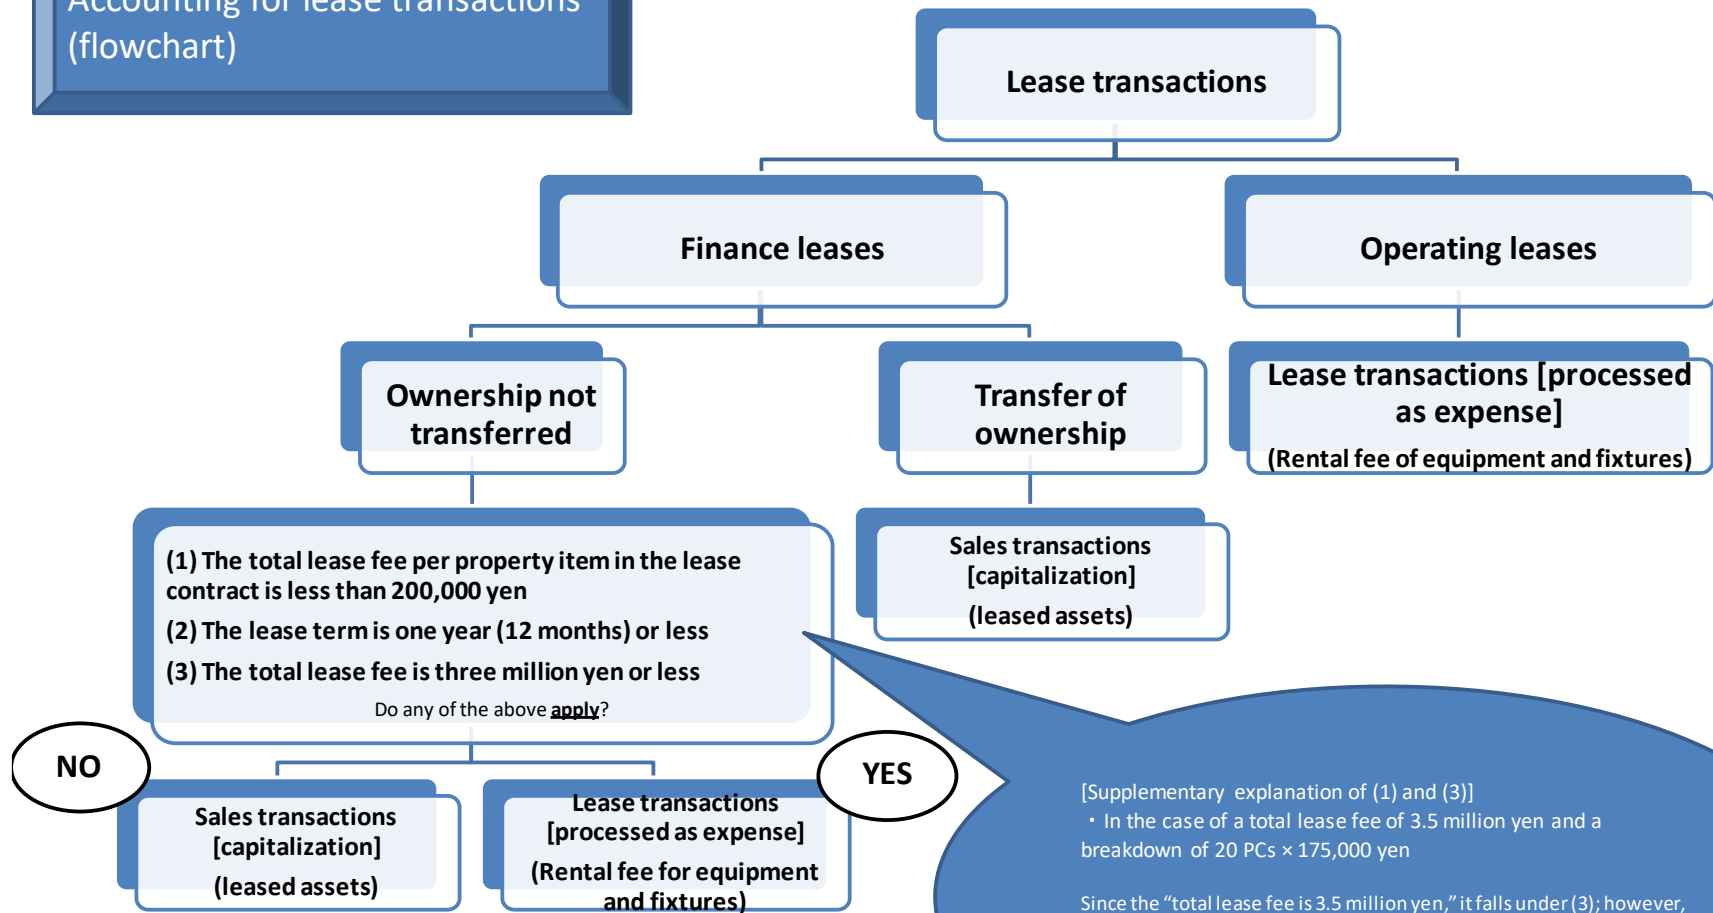 Accounting for lease transactions
(flowchart)
Lease transactions
Finance leases
Operating leases
Ownership not
transferred
Transfer of
ownership
Lease transactions [processed
as expense]
(Rental fee of equipment and fixtures)
(1) The total lease fee per property item in the lease
contract is less than 200,000 yen
(2) The lease term is one year (12 months) or less
(3) The total lease fee is three million yen or less
Do any of the above apply?
Sales transactions
[capitalization]
(leased assets)
NO
YES
Sales transactions
[capitalization]
(leased assets)
Lease transactions
[processed as expense]
(Rental fee for equipment
and fixtures)
[Supplementary explanation of (1) and (3)]
・In the case of a total lease fee of 3.5 million yen and a
breakdown of 20 PCs × 175,000 yen
Since the “total lease fee is 3.5 million yen,” it falls under (3); however,